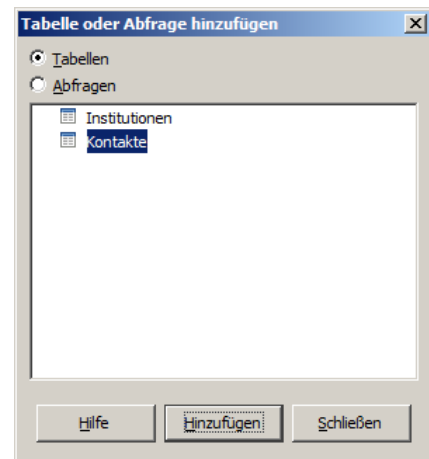 Tabelle oder Abfrage hinzufügen
Tabellen
Abfragen
Institutionen
Kontakte
Hilfe
Hinzufügen
Schließen